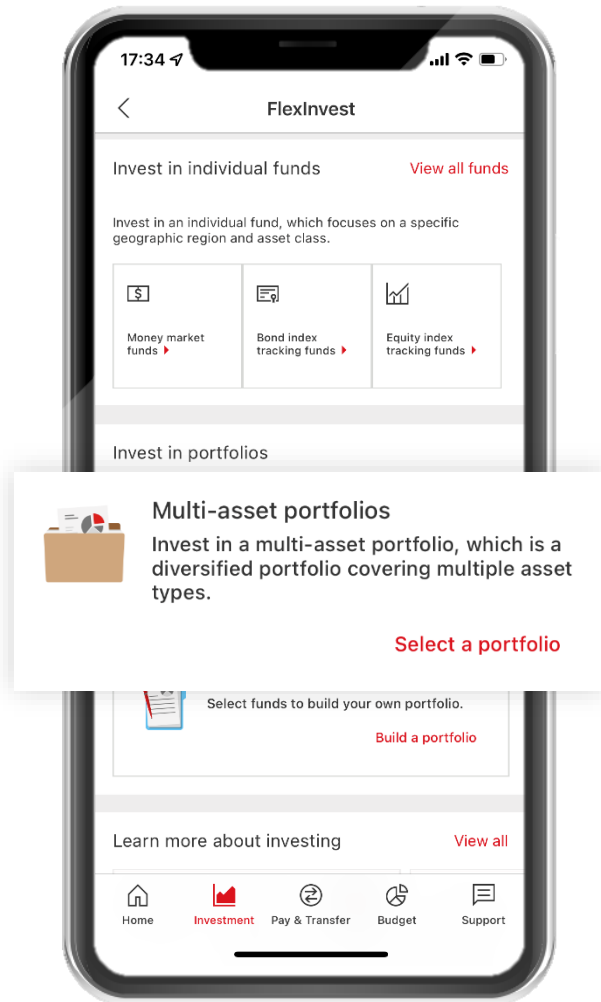 17:34
FlexInvest
Invest in individual funds
View all funds
Invest in an individual fund, which focuses on a specific
geographic region and asset class.
Money market
funds
Bond index
tracking funds
Equity index
tracking funds
Invest in portfolios
Multi-asset portfolios
Invest in a multi-asset portfolio, which is a
diversified portfolio covering multiple asset
types.
Select a portfolio
Select funds to build your own portfolio.
Build a portfolio
Learn more about investing
View all
Home
Investment
Pay & Transfer
Budget
Support